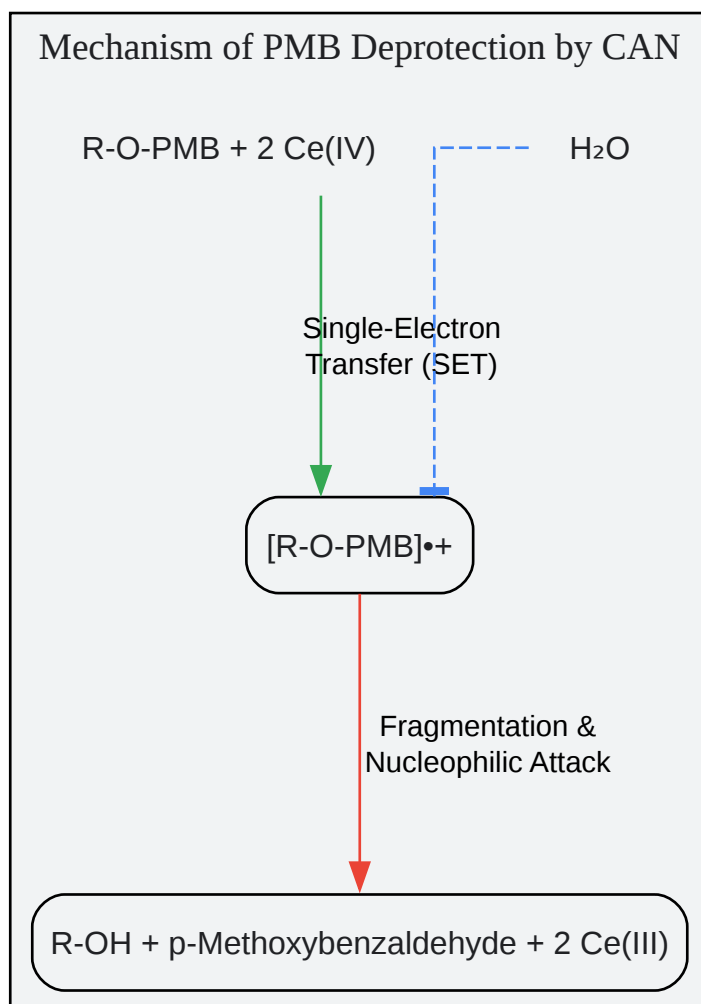 Mechanism of PMB Deprotection by CAN
R-O-PMB + 2 Ce(IV)
H₂O
Single-Electron
Transfer (SET)
[R-O-PMB]•+
Fragmentation &
Nucleophilic Attack
R-OH + p-Methoxybenzaldehyde + 2 Ce(III)